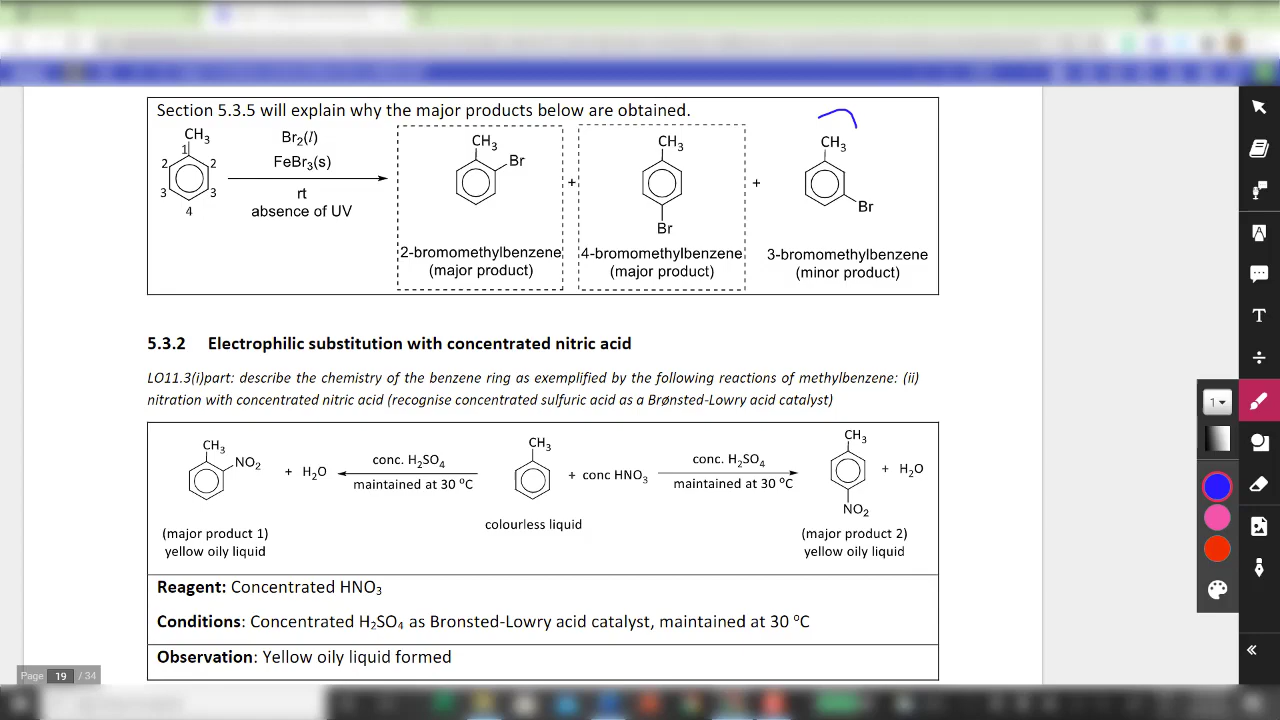 Section 5.3.5 will explain why the major products below are obtained.
CH₃
1
2 2
3 3
4
Br₂(l)
FeBr₃(s)
rt
absence of UV
CH₃
Br
2-bromomethylbenzene
(major product)
+
CH₃
Br
4-bromomethylbenzene
(major product)
+
CH₃
Br
3-bromomethylbenzene
(minor product)
5.3.2 Electrophilic substitution with concentrated nitric acid
LO11.3(i)part: describe the chemistry of the benzene ring as exemplified by the following reactions of methylbenzene: (ii)
nitration with concentrated nitric acid (recognise concentrated sulfuric acid as a Brønsted-Lowry acid catalyst)
CH₃
NO₂
+ H₂O
(major product 1)
yellow oily liquid
conc. H₂SO₄
maintained at 30 °C
CH₃
+ conc HNO₃
colourless liquid
conc. H₂SO₄
maintained at 30 °C
CH₃
+ H₂O
NO₂
(major product 2)
yellow oily liquid
Reagent: Concentrated HNO₃
Conditions: Concentrated H₂SO₄ as Bronsted-Lowry acid catalyst, maintained at 30 °C
Observation: Yellow oily liquid formed
Page 19 / 34
1
T